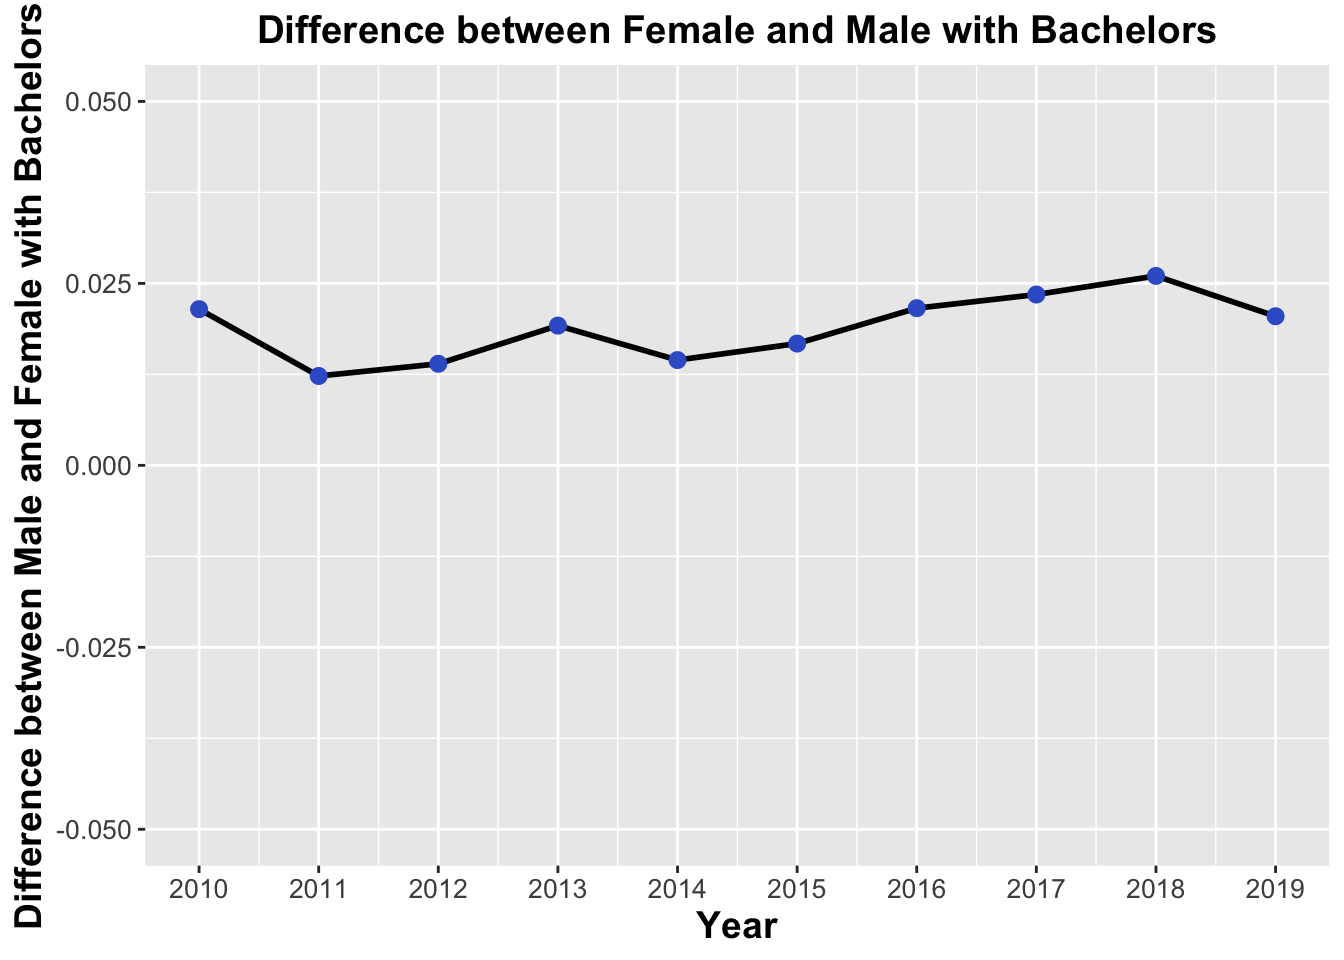 Difference between Female and Male with Bachelors
Difference between Male and Female with Bachelors
0.050
0.025
0.000
-0.025
-0.050
2010 2011 2012 2013 2014 2015 2016 2017 2018 2019
Year